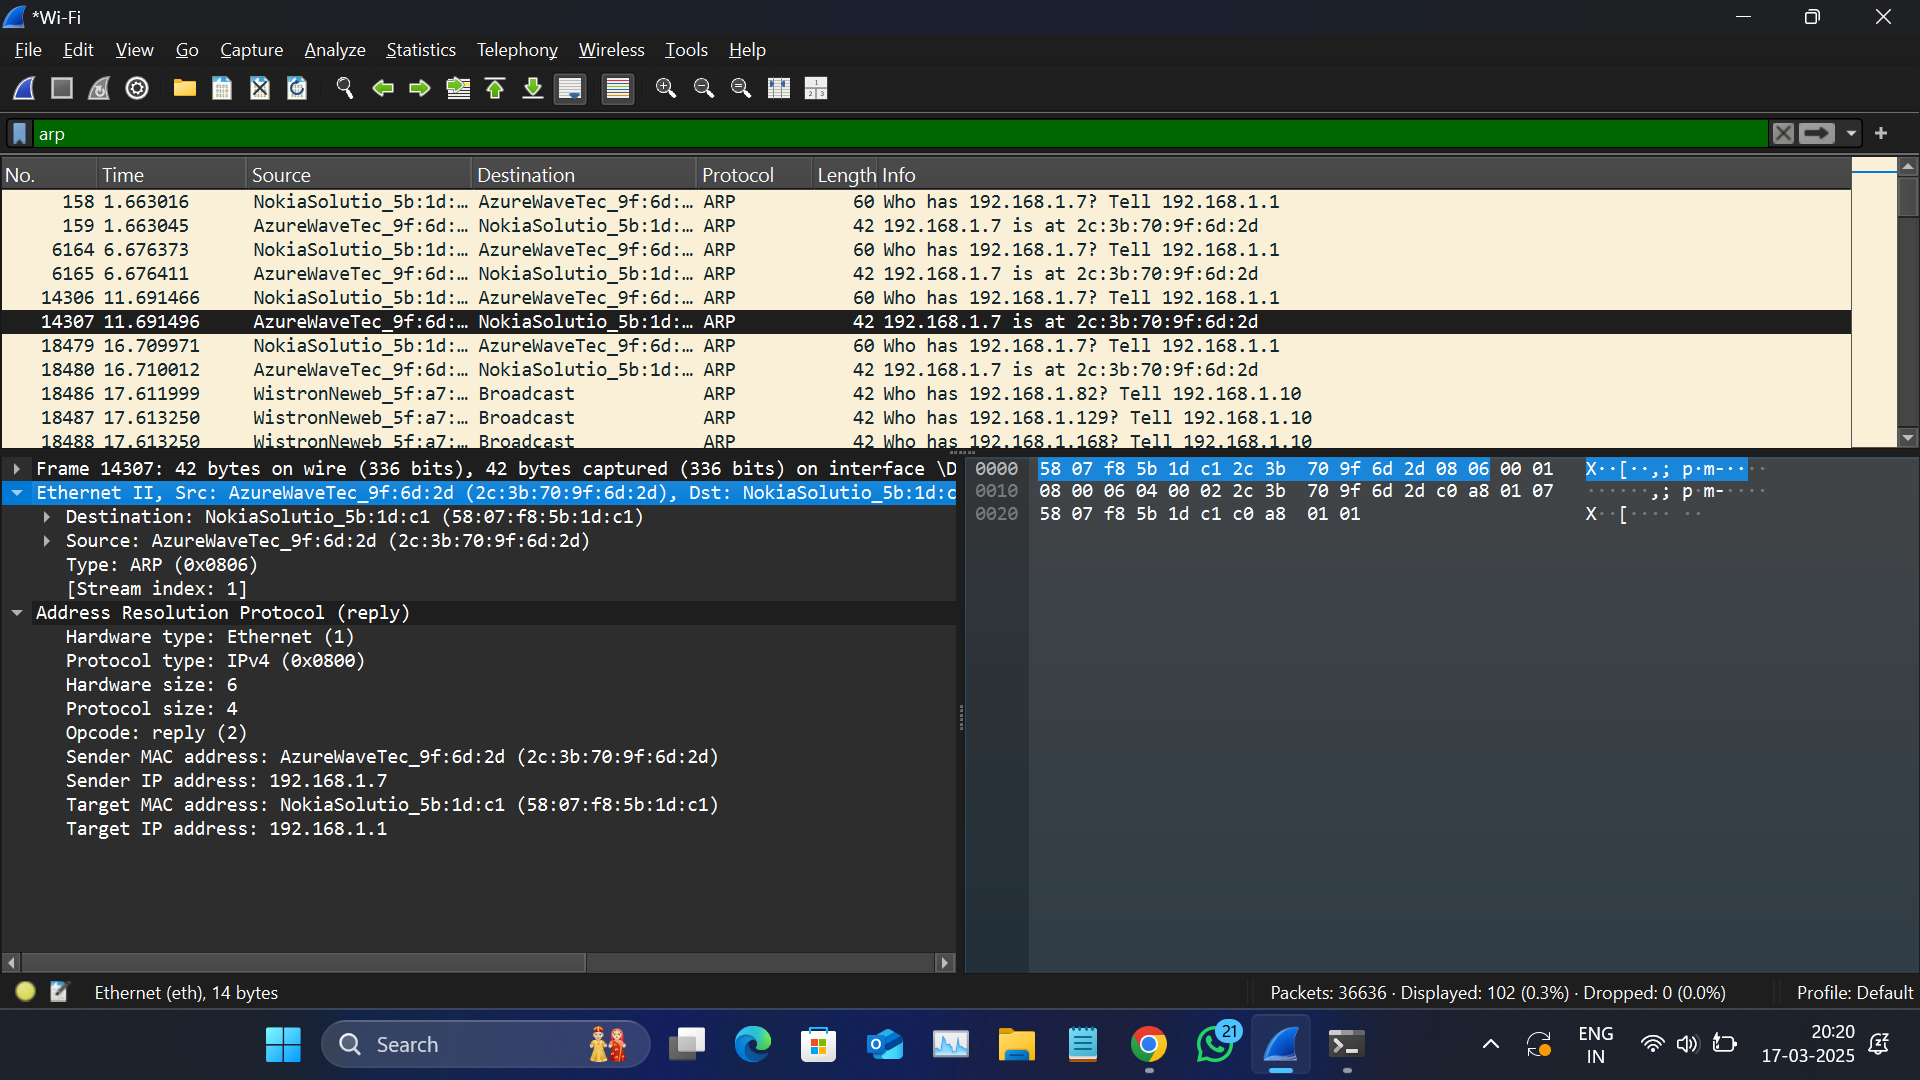 *Wi-Fi
File Edit View Go Capture Analyze Statistics Telephony Wireless Tools Help
arp
No. Time Source Destination Protocol Length Info
158 1.663016 NokiaSolutio_5b:1d:… AzureWaveTec_9f:6d:… ARP 60 Who has 192.168.1.7? Tell 192.168.1.1
159 1.663045 AzureWaveTec_9f:6d:… NokiaSolutio_5b:1d:… ARP 42 192.168.1.7 is at 2c:3b:70:9f:6d:2d
6164 6.676373 NokiaSolutio_5b:1d:… AzureWaveTec_9f:6d:… ARP 60 Who has 192.168.1.7? Tell 192.168.1.1
6165 6.676411 AzureWaveTec_9f:6d:… NokiaSolutio_5b:1d:… ARP 42 192.168.1.7 is at 2c:3b:70:9f:6d:2d
14306 11.691466 NokiaSolutio_5b:1d:… AzureWaveTec_9f:6d:… ARP 60 Who has 192.168.1.7? Tell 192.168.1.1
14307 11.691496 AzureWaveTec_9f:6d:… NokiaSolutio_5b:1d:… ARP 42 192.168.1.7 is at 2c:3b:70:9f:6d:2d
18479 16.709971 NokiaSolutio_5b:1d:… AzureWaveTec_9f:6d:… ARP 60 Who has 192.168.1.7? Tell 192.168.1.1
18480 16.710012 AzureWaveTec_9f:6d:… NokiaSolutio_5b:1d:… ARP 42 192.168.1.7 is at 2c:3b:70:9f:6d:2d
18486 17.611999 WistronNeweb_5f:a7:… Broadcast ARP 42 Who has 192.168.1.82? Tell 192.168.1.10
18487 17.613250 WistronNeweb_5f:a7:… Broadcast ARP 42 Who has 192.168.1.129? Tell 192.168.1.10
18488 17.613250 WistronNeweb_5f:a7:… Broadcast ARP 42 Who has 192.168.1.168? Tell 192.168.1.10
Frame 14307: 42 bytes on wire (336 bits), 42 bytes captured (336 bits) on interface \D
Ethernet II, Src: AzureWaveTec_9f:6d:2d (2c:3b:70:9f:6d:2d), Dst: NokiaSolutio_5b:1d:c
Destination: NokiaSolutio_5b:1d:c1 (58:07:f8:5b:1d:c1)
Source: AzureWaveTec_9f:6d:2d (2c:3b:70:9f:6d:2d)
Type: ARP (0x0806)
[Stream index: 1]
Address Resolution Protocol (reply)
Hardware type: Ethernet (1)
Protocol type: IPv4 (0x0800)
Hardware size: 6
Protocol size: 4
Opcode: reply (2)
Sender MAC address: AzureWaveTec_9f:6d:2d (2c:3b:70:9f:6d:2d)
Sender IP address: 192.168.1.7
Target MAC address: NokiaSolutio_5b:1d:c1 (58:07:f8:5b:1d:c1)
Target IP address: 192.168.1.1
0000 58 07 f8 5b 1d c1 2c 3b 70 9f 6d 2d 08 06 00 01 X··[··,; p·m-····
0010 08 00 06 04 00 02 2c 3b 70 9f 6d 2d c0 a8 01 07 ······,; p·m-····
0020 58 07 f8 5b 1d c1 c0 a8 01 01 X··[···· ··
Ethernet (eth), 14 bytes
Packets: 36636 · Displayed: 102 (0.3%) · Dropped: 0 (0.0%)
Profile: Default
Search
21
ENG
IN
20:20
17-03-2025